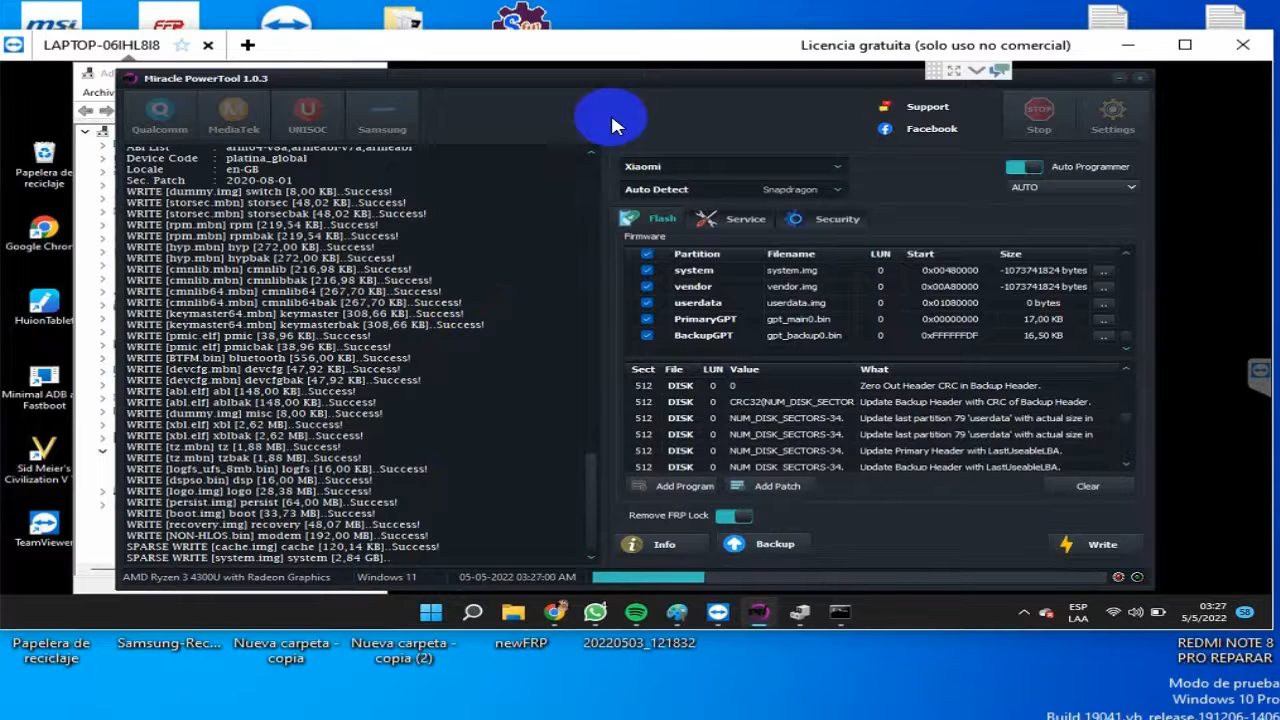 msi
FRP
LAPTOP-06IHL8I8
Licencia gratuita (solo uso no comercial)
Miracle PowerTool 1.0.3
Archiv
Qualcomm
MediaTek
UNISOC
Samsung
Support
Facebook
Stop
Settings
Papelera de
reciclaje
Google Chron
HuionTablet
Minimal ADB a
Fastboot
Sid Meier's
Civilization V
TeamViewer
Abi List : arm64-v8a,armeabi-v7a,armeabi
Device Code : platina_global
Locale : en-GB
Sec. Patch : 2020-08-01
WRITE [dummy.img] switch [8,00 KB]..Success!
WRITE [storsec.mbn] storsec [48,02 KB]..Success!
WRITE [storsec.mbn] storsecbak [48,02 KB]..Success!
WRITE [rpm.mbn] rpm [219,54 KB]..Success!
WRITE [rpm.mbn] rpmbak [219,54 KB]..Success!
WRITE [hyp.mbn] hyp [272,00 KB]..Success!
WRITE [hyp.mbn] hypbak [272,00 KB]..Success!
WRITE [cmnlib.mbn] cmnlib [216,98 KB]..Success!
WRITE [cmnlib.mbn] cmnlibbak [216,98 KB]..Success!
WRITE [cmnlib64.mbn] cmnlib64 [267,70 KB]..Success!
WRITE [cmnlib64.mbn] cmnlib64bak [267,70 KB]..Success!
WRITE [keymaster64.mbn] keymaster [308,66 KB]..Success!
WRITE [keymaster64.mbn] keymasterbak [308,66 KB]..Success!
WRITE [pmic.elf] pmic [38,96 KB]..Success!
WRITE [pmic.elf] pmicbak [38,96 KB]..Success!
WRITE [BTFM.bin] bluetooth [556,00 KB]..Success!
WRITE [devcfg.mbn] devcfg [47,92 KB]..Success!
WRITE [devcfg.mbn] devcfgbak [47,92 KB]..Success!
WRITE [abl.elf] abl [148,00 KB]..Success!
WRITE [abl.elf] ablbak [148,00 KB]..Success!
WRITE [dummy.img] misc [8,00 KB]..Success!
WRITE [xbl.elf] xbl [2,62 MB]..Success!
WRITE [xbl.elf] xblbak [2,62 MB]..Success!
WRITE [tz.mbn] tz [1,88 MB]..Success!
WRITE [tz.mbn] tzbak [1,88 MB]..Success!
WRITE [logfs_ufs_8mb.bin] logfs [16,00 KB]..Success!
WRITE [dspso.bin] dsp [16,00 MB]..Success!
WRITE [logo.img] logo [28,38 MB]..Success!
WRITE [persist.img] persist [64,00 MB]..Success!
WRITE [boot.img] boot [33,73 MB]..Success!
WRITE [recovery.img] recovery [48,07 MB]..Success!
WRITE [NON-HLOS.bin] modem [192,00 MB]..Success!
SPARSE WRITE [cache.img] cache [120,14 KB]..Success!
SPARSE WRITE [system.img] system [2,84 GB]..
Xiaomi
Auto Programmer
Auto Detect Snapdragon
AUTO
Flash Service Security
Firmware
Partition Filename LUN Start Size
system system.img 0 0x00480000 -1073741824 bytes ..
vendor vendor.img 0 0x00A80000 -1073741824 bytes ..
userdata userdata.img 0 0x01080000 0 bytes ..
PrimaryGPT gpt_main0.bin 0 0x00000000 17,00 KB ..
BackupGPT gpt_backup0.bin 0 0xFFFFFFDF 16,50 KB ..
Sect File LUN Value What
512 DISK 0 0 Zero Out Header CRC in Backup Header.
512 DISK 0 CRC32(NUM_DISK_SECTOR Update Backup Header with CRC of Backup Header.
512 DISK 0 NUM_DISK_SECTORS-34. Update last partition 79 'userdata' with actual size in
512 DISK 0 NUM_DISK_SECTORS-34. Update last partition 79 'userdata' with actual size in
512 DISK 0 NUM_DISK_SECTORS-34. Update Primary Header with LastUseableLBA.
512 DISK 0 NUM_DISK_SECTORS-34. Update Backup Header with LastUseableLBA.
Add Program Add Patch Clear
Remove FRP Lock
Info Backup Write
AMD Ryzen 3 4300U with Radeon Graphics Windows 11 05-05-2022 03:27:00 AM
ESP
LAA
03:27
5/5/2022
58
Papelera de
reciclaje
Samsung-Rec...
Nueva carpeta -
copia
Nueva carpeta -
copia (2)
newFRP
20220503_121832
REDMI NOTE 8
PRO REPARAR
Modo de prueba
Windows 10 Pro
Build 19041.vb_release.191206-1406